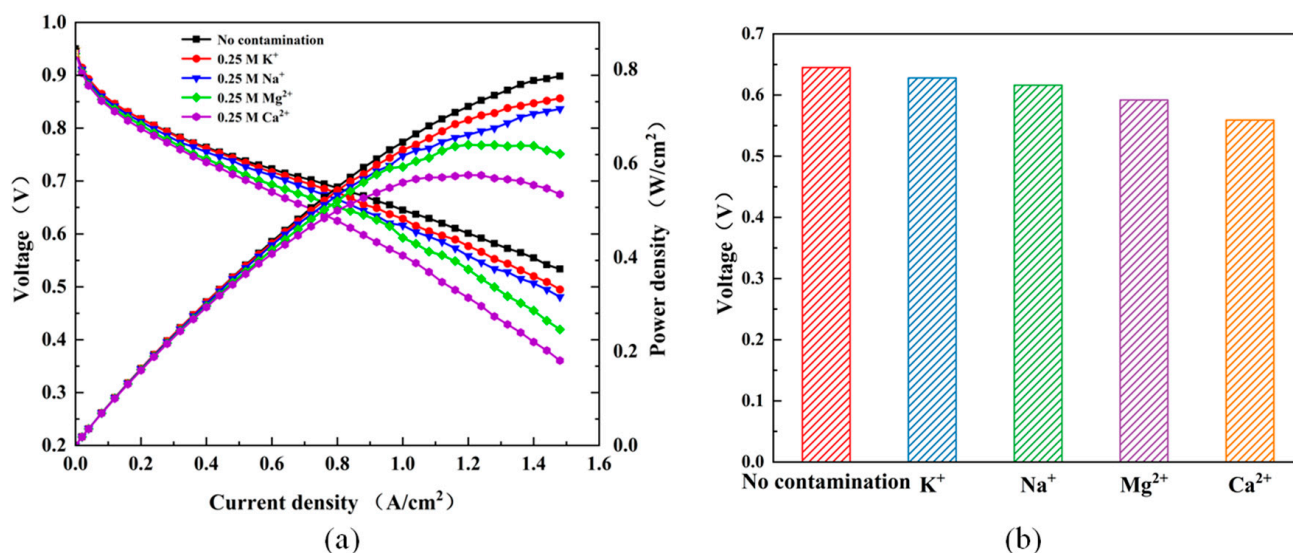 1.0
0.9
0.8
0.7
0.6
0.5
0.4
0.3
0.2
Voltage（V）
No contamination
0.25 M K⁺
0.25 M Na⁺
0.25 M Mg²⁺
0.25 M Ca²⁺
0.8
0.6
0.4
0.2
0.0
Power density（W/cm²）
0.0 0.2 0.4 0.6 0.8 1.0 1.2 1.4 1.6
Current density（A/cm²）
(a)
0.7
0.6
0.5
0.4
0.3
0.2
0.1
0.0
Voltage（V）
No contamination K⁺ Na⁺ Mg²⁺ Ca²⁺
(b)